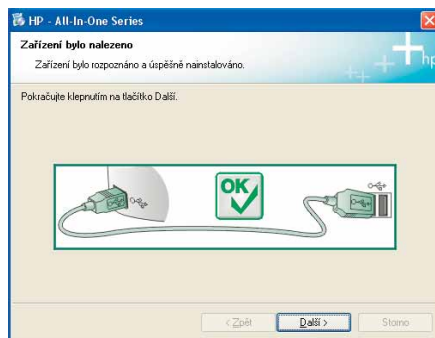 HP - All-In-One Series
Zařízení bylo nalezeno
Zařízení bylo rozpoznáno a úspěšně nainstalováno.
hp
Pokračujte klepnutím na tlačítko Další.
OK
< Zpět
Další >
Storno